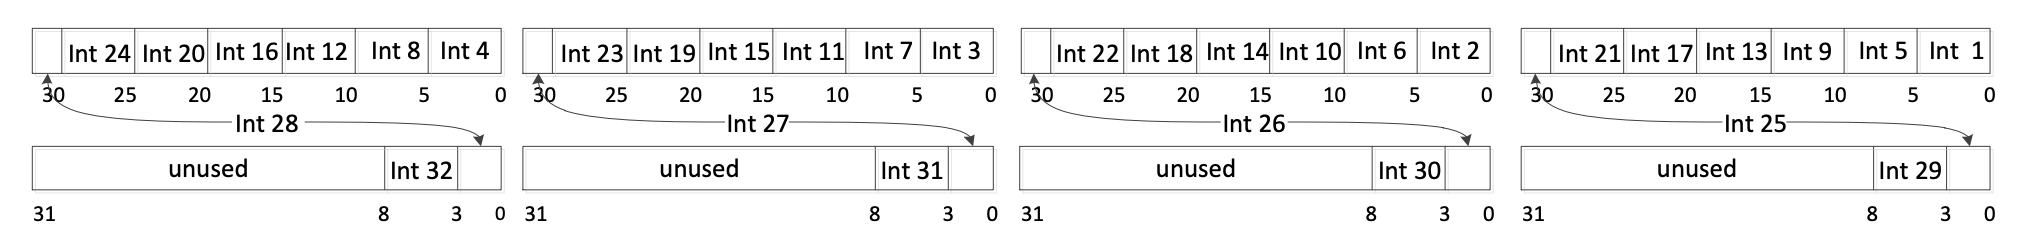 Int 24 Int 20 Int 16 Int 12 Int 8 Int 4 Int 23 Int 19 Int 15 Int 11 Int 7 Int 3 Int 22 Int 18 Int 14 Int 10 Int 6 Int 2 Int 21 Int 17 Int 13 Int 9 Int 5 Int 1
30 25 20 15 10 5 0 30 25 20 15 10 5 0 30 25 20 15 10 5 0 30 25 20 15 10 5 0
Int 28 Int 27 Int 26 Int 25
unused Int 32 unused Int 31 unused Int 30 unused Int 29
31 8 3 0 31 8 3 0 31 8 3 0 31 8 3 0